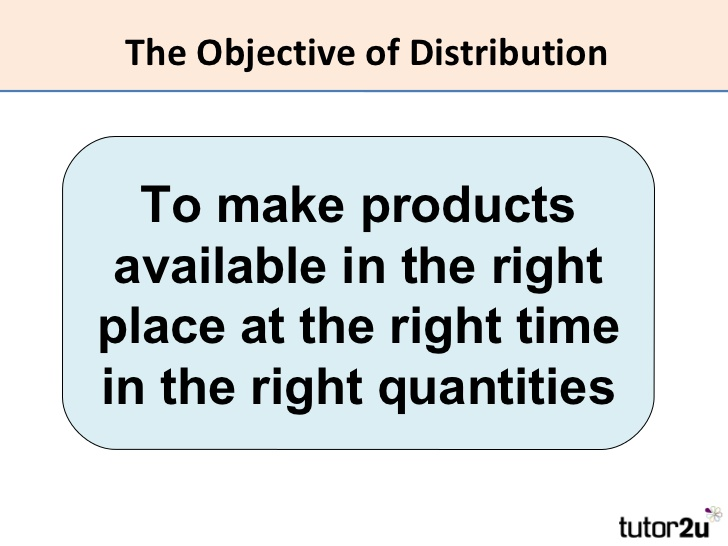 The Objective of Distribution
To make products
available in the right
place at the right time
in the right quantities
tutor2u